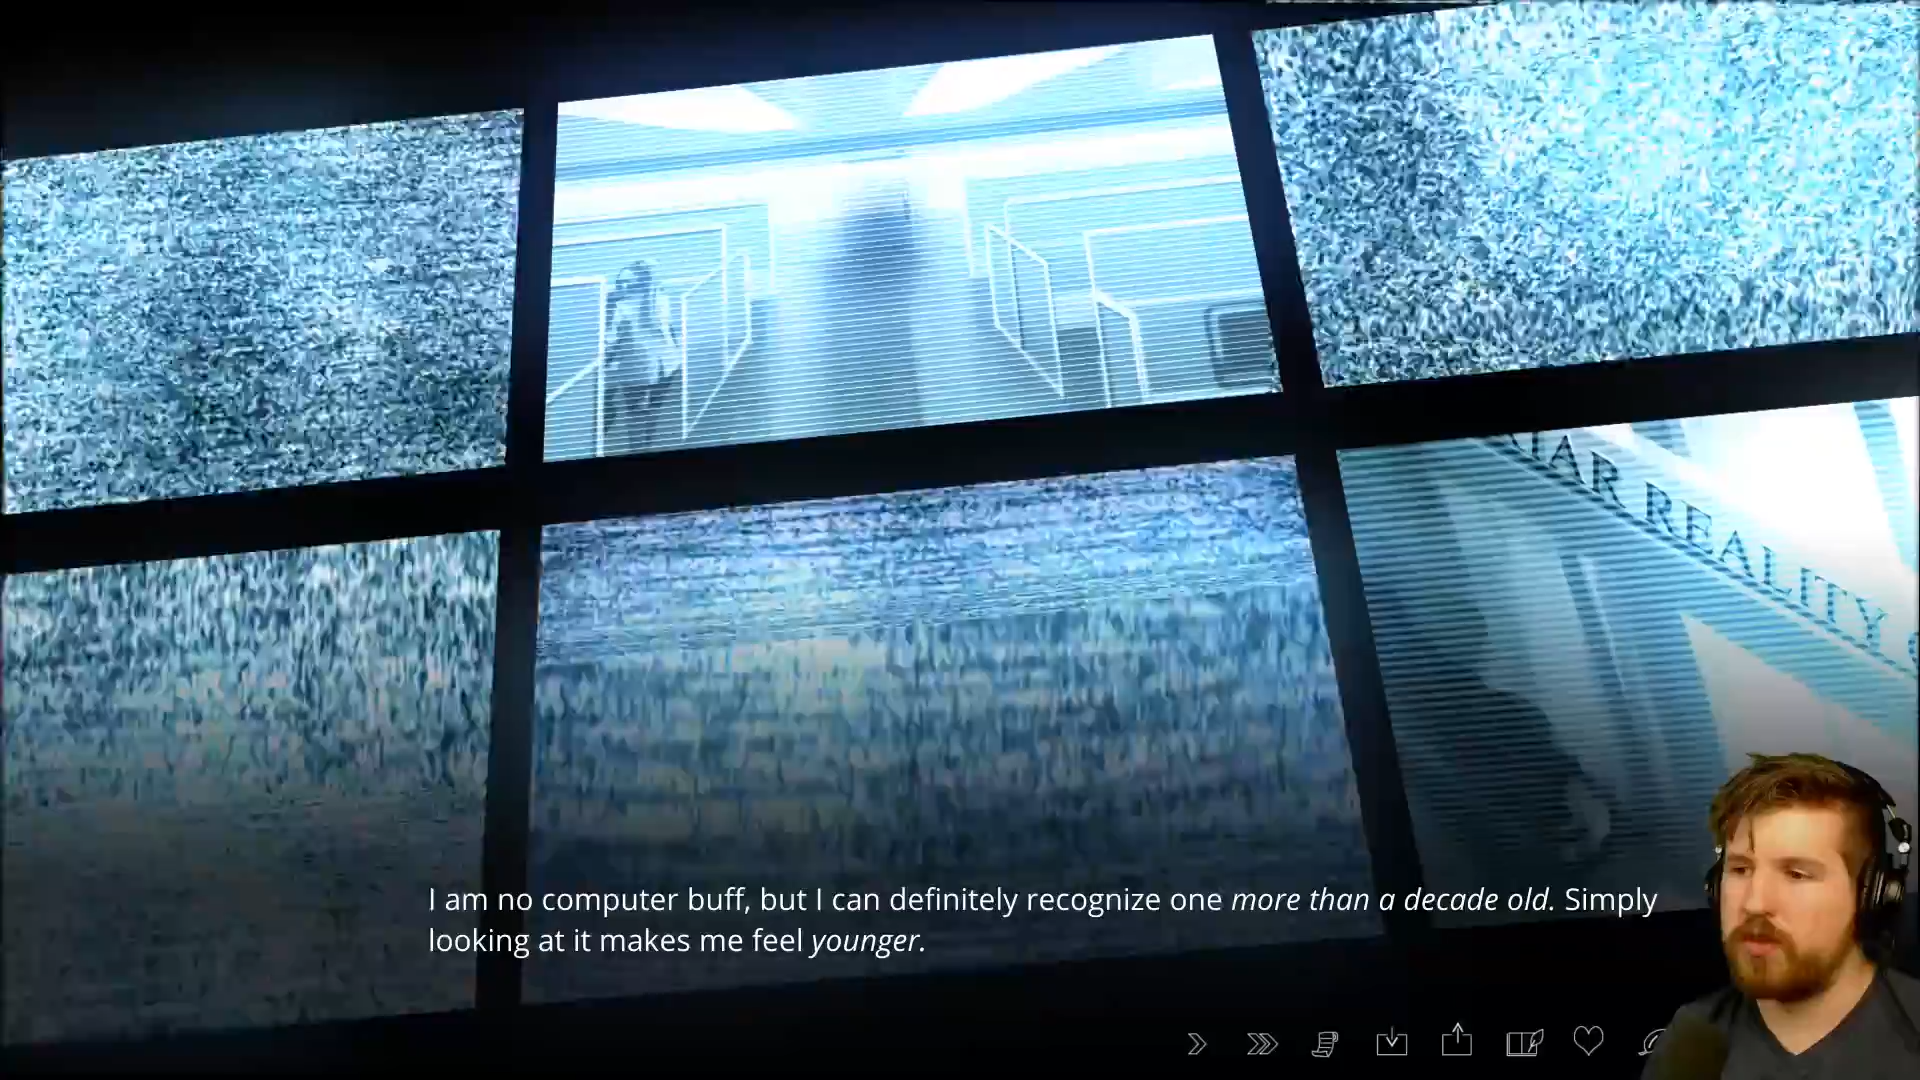 REALITY
I am no computer buff, but I can definitely recognize one more than a decade old. Simply
looking at it makes me feel younger.